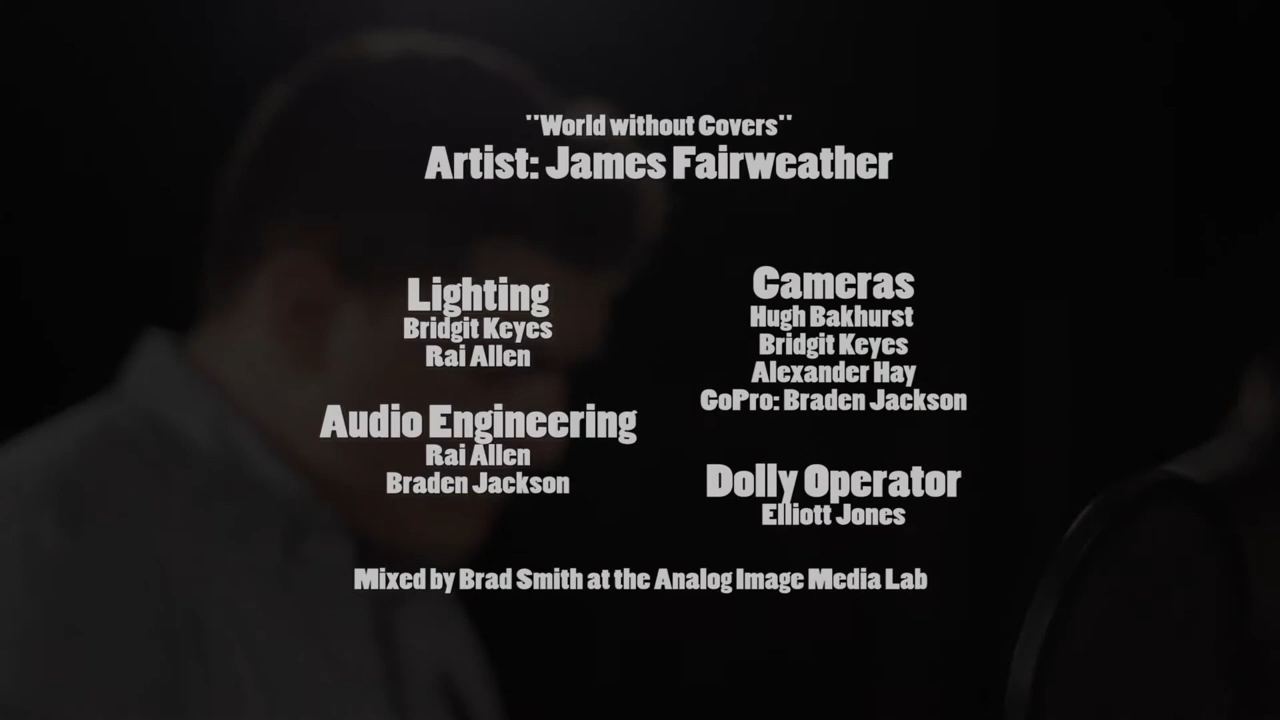 "World without Covers"
Artist: James Fairweather
Lighting
Bridgit Keyes
Rai Allen
Audio Engineering
Rai Allen
Braden Jackson
Cameras
Hugh Bakhurst
Bridgit Keyes
Alexander Hay
GoPro: Braden Jackson
Dolly Operator
Elliott Jones
Mixed by Brad Smith at the Analog Image Media Lab